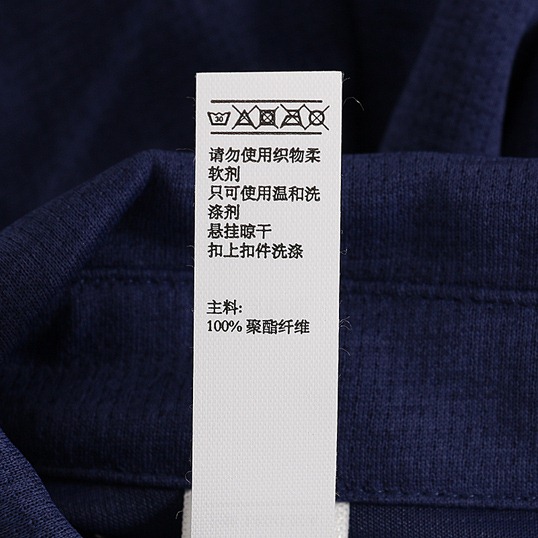 30
请勿使用织物柔
软剂
只可使用温和洗
涤剂
悬挂晾干
扣上扣件洗涤
主料:
100% 聚酯纤维